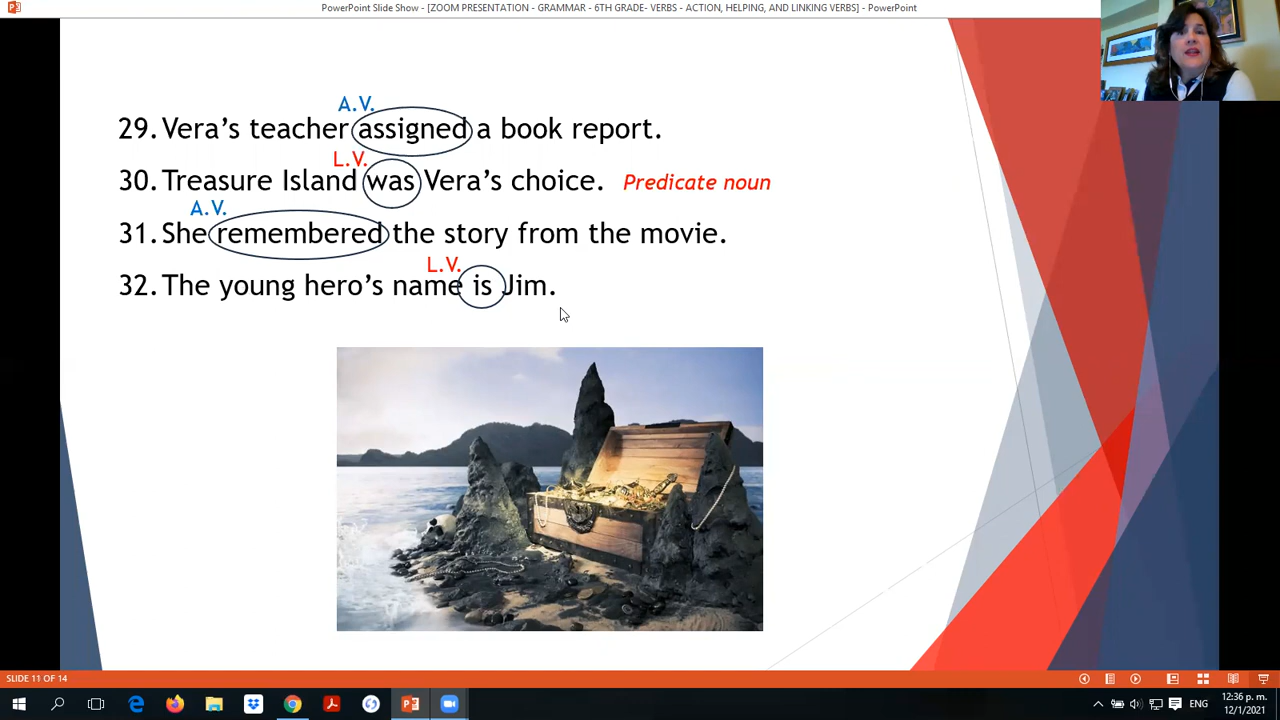 PowerPoint Slide Show - [ZOOM PRESENTATION - GRAMMAR - 6TH GRADE- VERBS - ACTION, HELPING, AND LINKING VERBS] - PowerPoint
A.V.
29. Vera's teacher assigned a book report.
L.V.
30. Treasure Island was Vera's choice. Predicate noun
A.V.
31. She remembered the story from the movie.
L.V.
32. The young hero's name is Jim.
SLIDE 11 OF 14
ENG
12:36 p. m.
12/1/2021